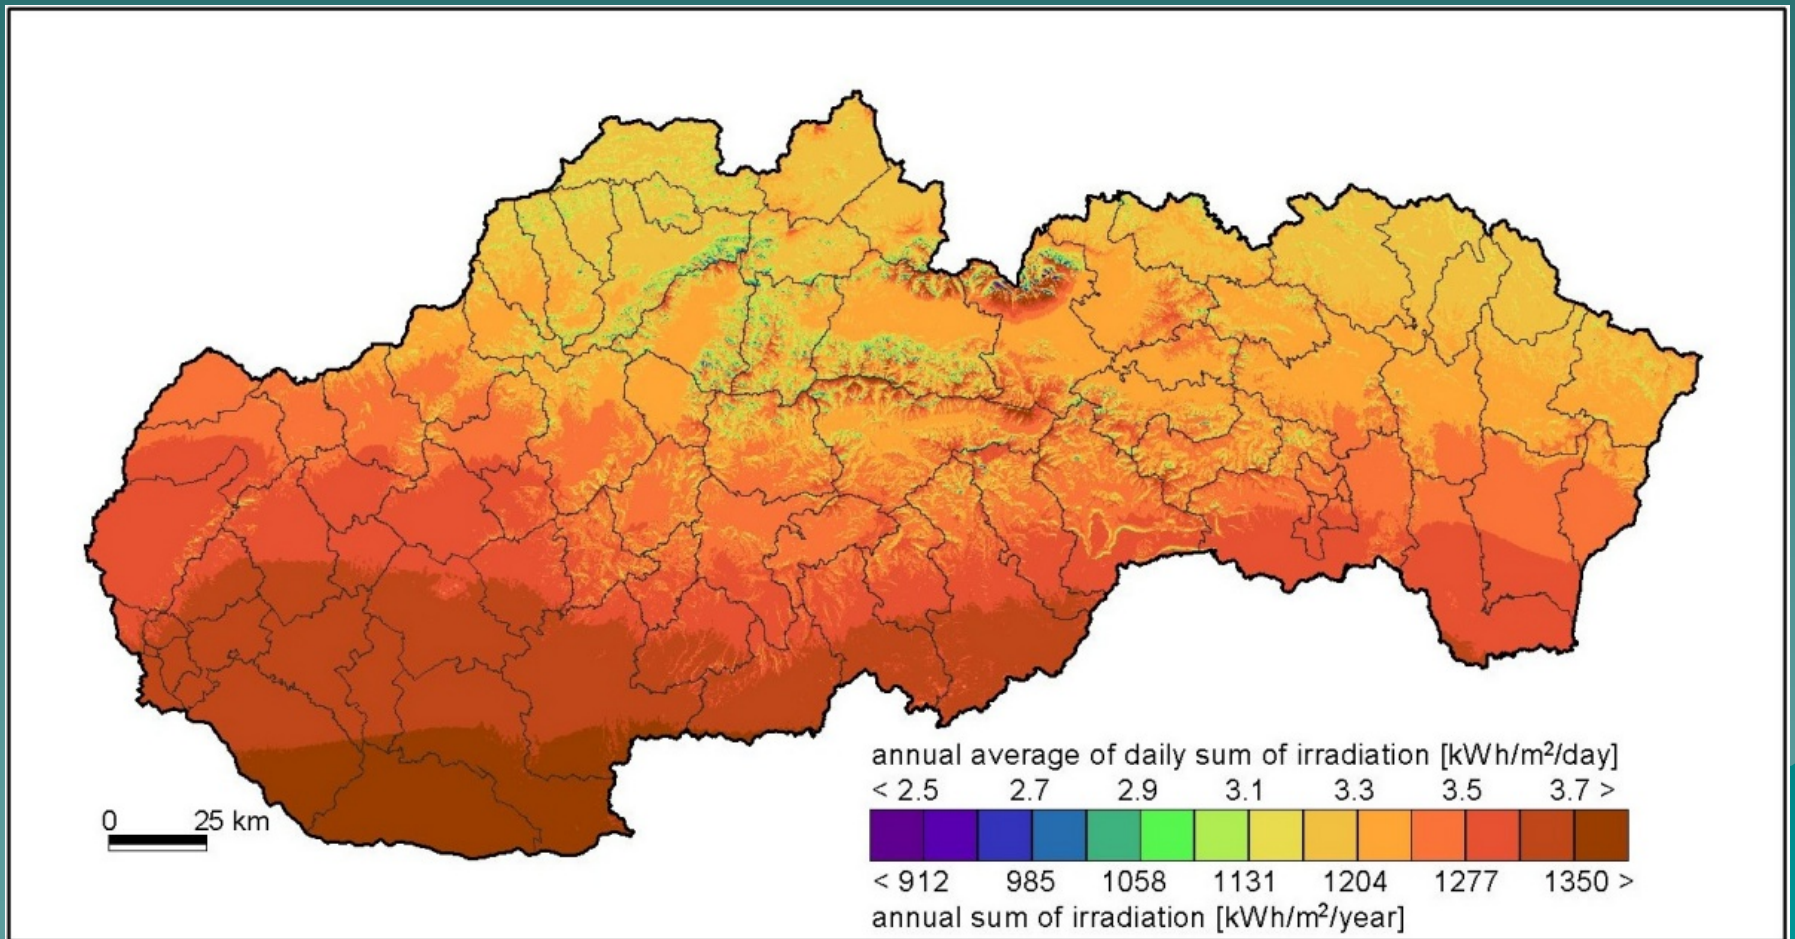 annual average of daily sum of irradiation [kWh/m²/day]
< 2.5 2.7 2.9 3.1 3.3 3.5 3.7 >
0 25 km
< 912 985 1058 1131 1204 1277 1350 >
annual sum of irradiation [kWh/m²/year]